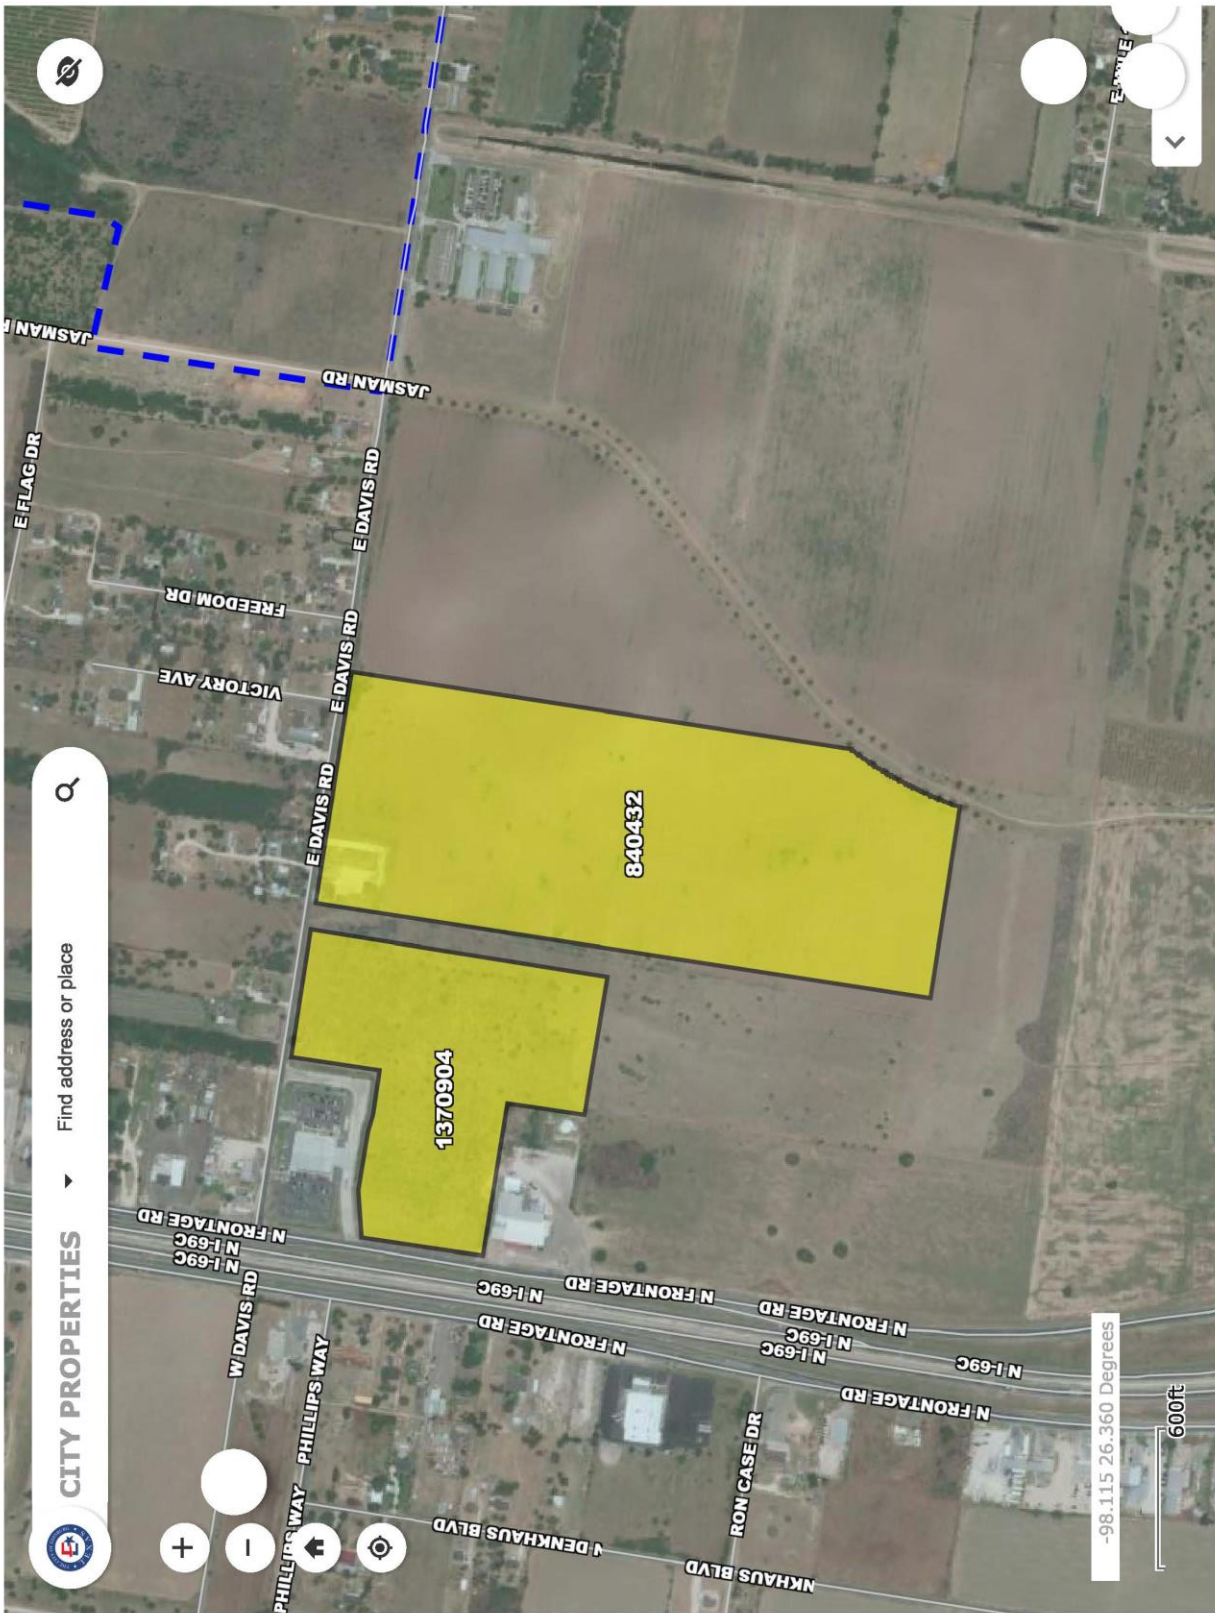 CITY PROPERTIES
Find address or place
E FLAG DR
JASMAN R
W DAVIS RD
E DAVIS RD
E DAVIS RD
E DAVIS RD
VICTORY AVE
FREEDOM DR
JASMAN RD
N FRONTAGE RD
N I-69C
N I-69C
PHILLIPS WAY
PHILLI
WAY
N I-69C
N FRONTAGE RD
N FRONTAGE RD
1370904
840432
DENKHAUS BLVD
NKHAUS BLVD
RON CASE DR
N FRONTAGE RD
N I-69C
N I-69C
N FRONTAGE RD
N I-69C
-98.115 26.360 Degrees
600ft